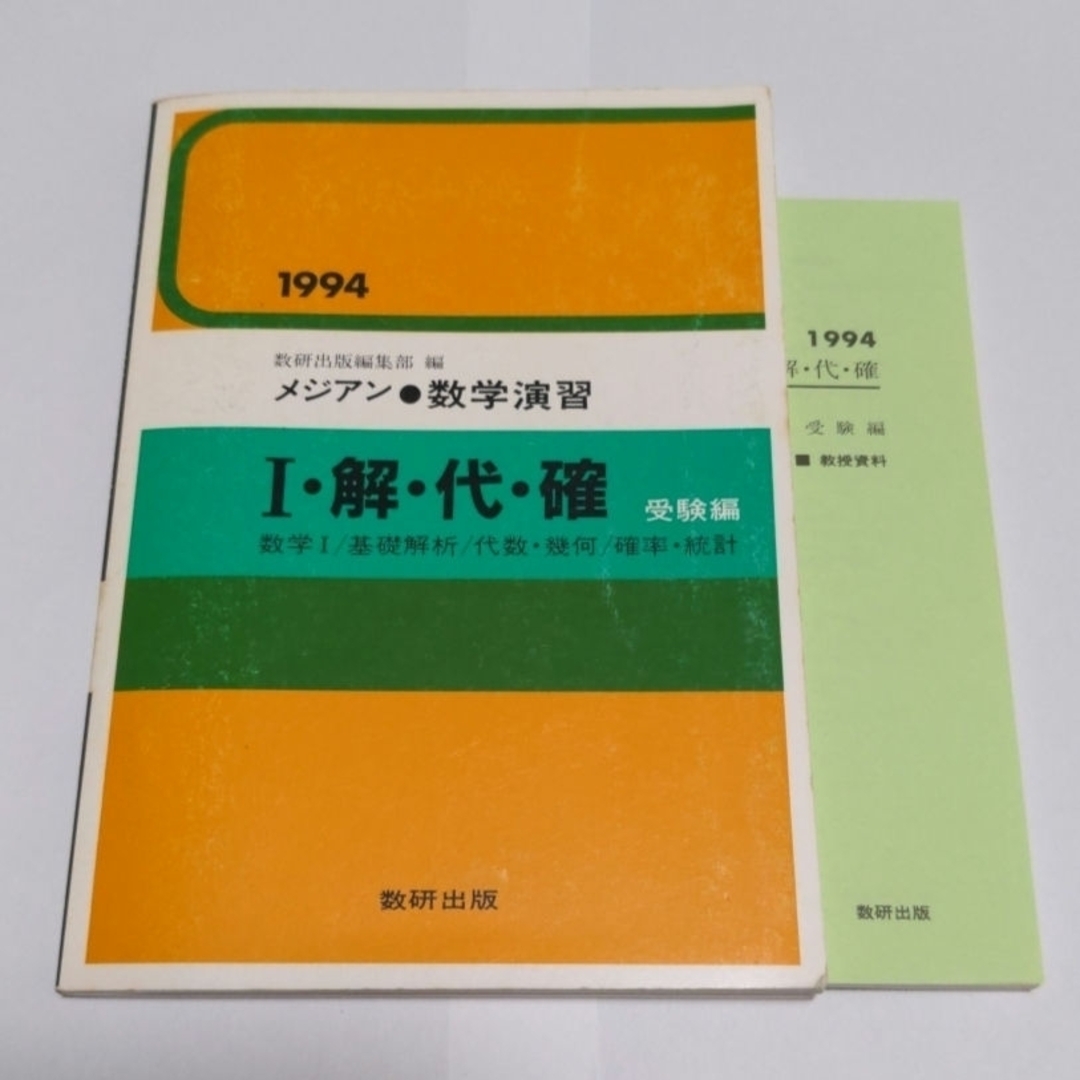 1994
数研出版編集部 編
メジアン●数学演習
I・解・代・確 受験編
数学I/基礎解析/代数・幾何/確率・統計
数研出版
1994
解・代・確
受験編
■ 教授資料
数研出版